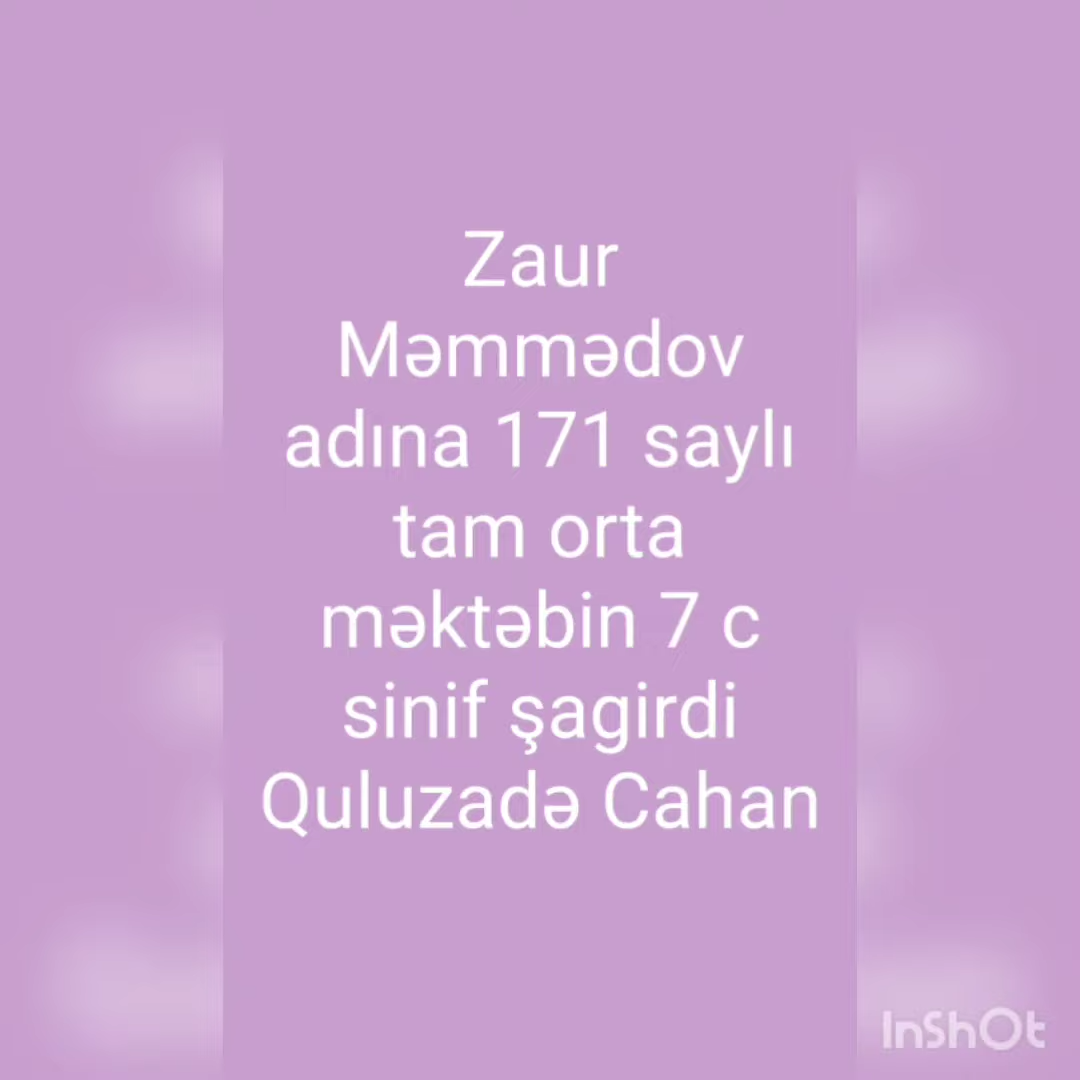 Zaur
Məmmədov
adına 171 saylı
tam orta
məktəbin 7 c
sinif şagirdi
Quluzadə Cahan
InShOt